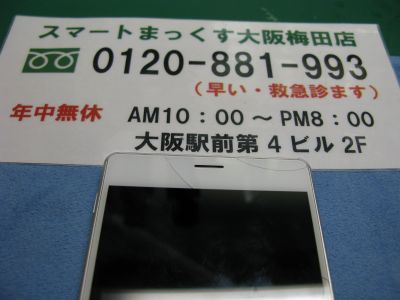 スマートまっくす大阪梅田店
0120-881-993
(早い・救急診ます)
年中無休 AM10：00～PM8：00
大阪駅前第4ビル2F